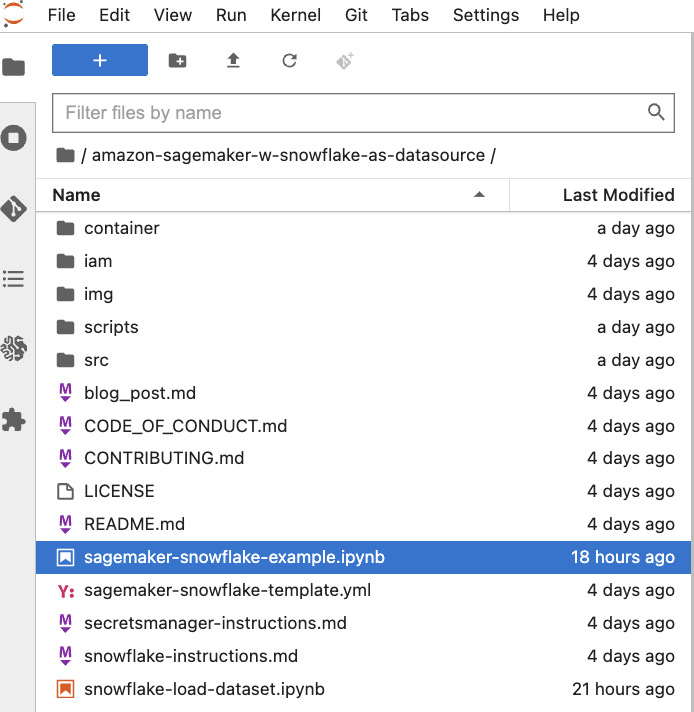 File Edit View Run Kernel Git Tabs Settings Help
Filter files by name
/ amazon-sagemaker-w-snowflake-as-datasource /
Name Last Modified
container a day ago
iam 4 days ago
img 4 days ago
scripts a day ago
src a day ago
blog_post.md 4 days ago
CODE_OF_CONDUCT.md 4 days ago
CONTRIBUTING.md 4 days ago
LICENSE 4 days ago
README.md 4 days ago
sagemaker-snowflake-example.ipynb 18 hours ago
sagemaker-snowflake-template.yml 4 days ago
secretsmanager-instructions.md 4 days ago
snowflake-instructions.md 4 days ago
snowflake-load-dataset.ipynb 21 hours ago